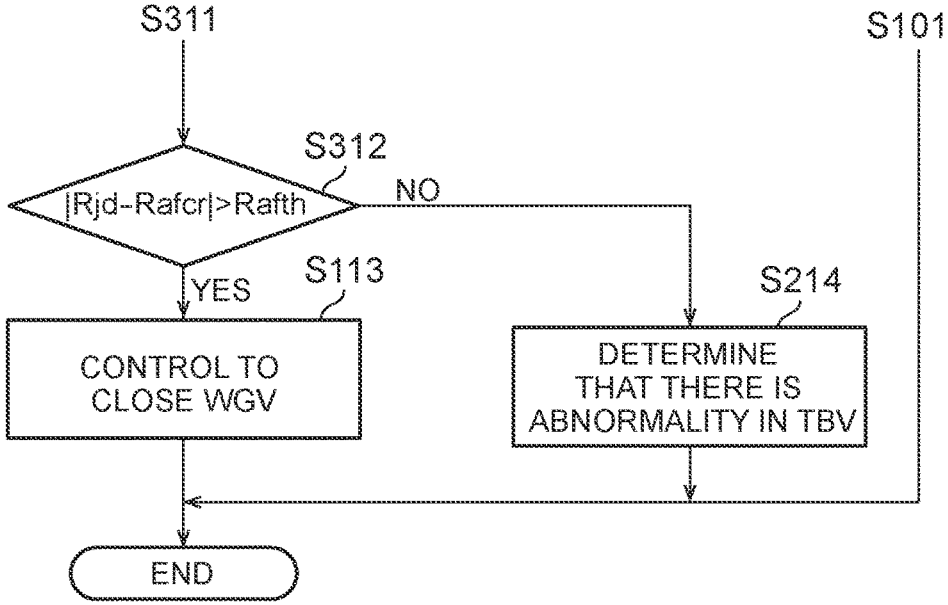 S311
S101
S312
|Rjd-Rafcr|>Rafth
NO
YES
S113
S214
CONTROL TO
CLOSE WGV
DETERMINE
THAT THERE IS
ABNORMALITY IN TBV
END